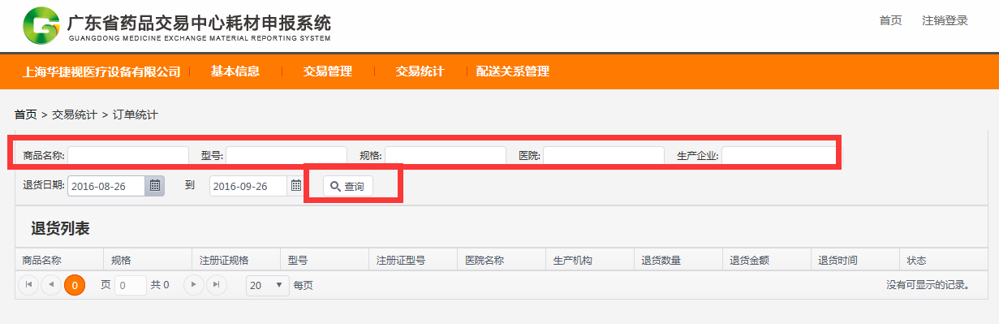 广东省药品交易中心耗材申报系统 首页 注销登录
GUANGDONG MEDICINE EXCHANGE MATERIAL REPORTING SYSTEM
上海华捷视医疗设备有限公司 基本信息 交易管理 交易统计 配送关系管理
首页 > 交易统计 > 订单统计
商品名称: 型号: 规格: 医院: 生产企业:
退货日期: 2016-08-26 到 2016-09-26 查询
退货列表
商品名称 规格 注册证规格 型号 注册证型号 医院名称 生产机构 退货数量 退货金额 退货时间 状态
0 页 0 共 0 20 每页 没有可显示的记录。